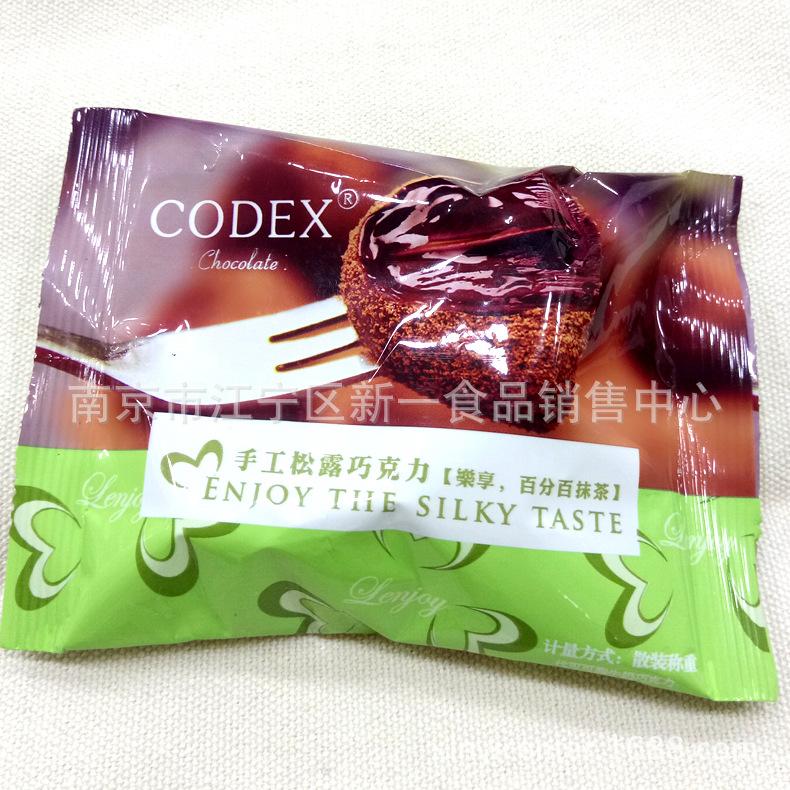 CODEX®
Chocolate
南京市江宁区新一食品销售中心
手工松露巧克力【樂享，百分百抹茶】
ENJOY THE SILKY TASTE
Lenjoy
Lenjoy
Lenjoy
计量方式：散装称重